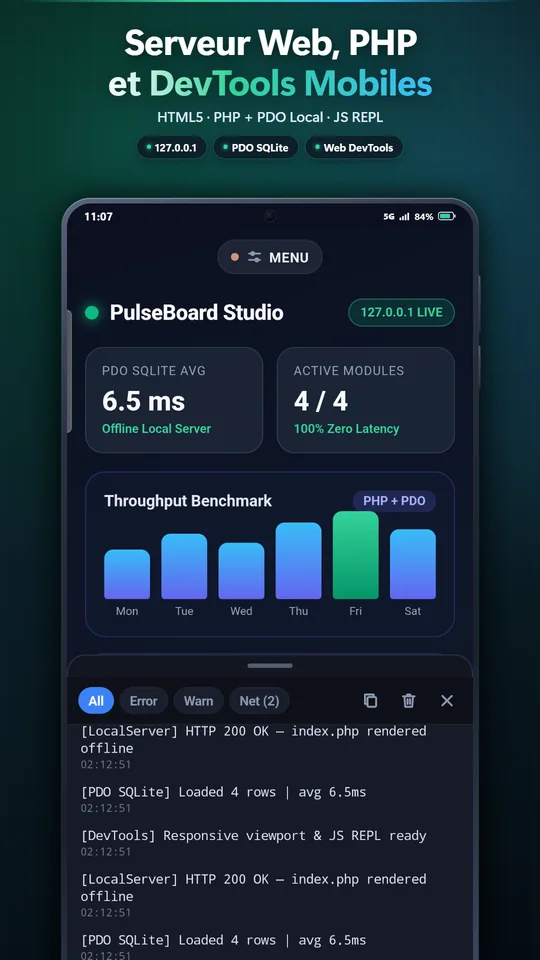 Serveur Web, PHP
et DevTools Mobiles
HTML5 · PHP + PDO Local · JS REPL
127.0.0.1
PDO SQLite
Web DevTools
11:07
5G
84%
MENU
PulseBoard Studio
127.0.0.1 LIVE
PDO SQLITE AVG
6.5 ms
Offline Local Server
ACTIVE MODULES
4 / 4
100% Zero Latency
Throughput Benchmark
PHP + PDO
Mon
Tue
Wed
Thu
Fri
Sat
All
Error
Warn
Net (2)
[LocalServer] HTTP 200 OK — index.php rendered
offline
02:12:51
[PDO SQLite] Loaded 4 rows | avg 6.5ms
02:12:51
[DevTools] Responsive viewport & JS REPL ready
02:12:51
[LocalServer] HTTP 200 OK — index.php rendered
offline
02:12:51
[PDO SQLite] Loaded 4 rows | avg 6.5ms
02:12:51